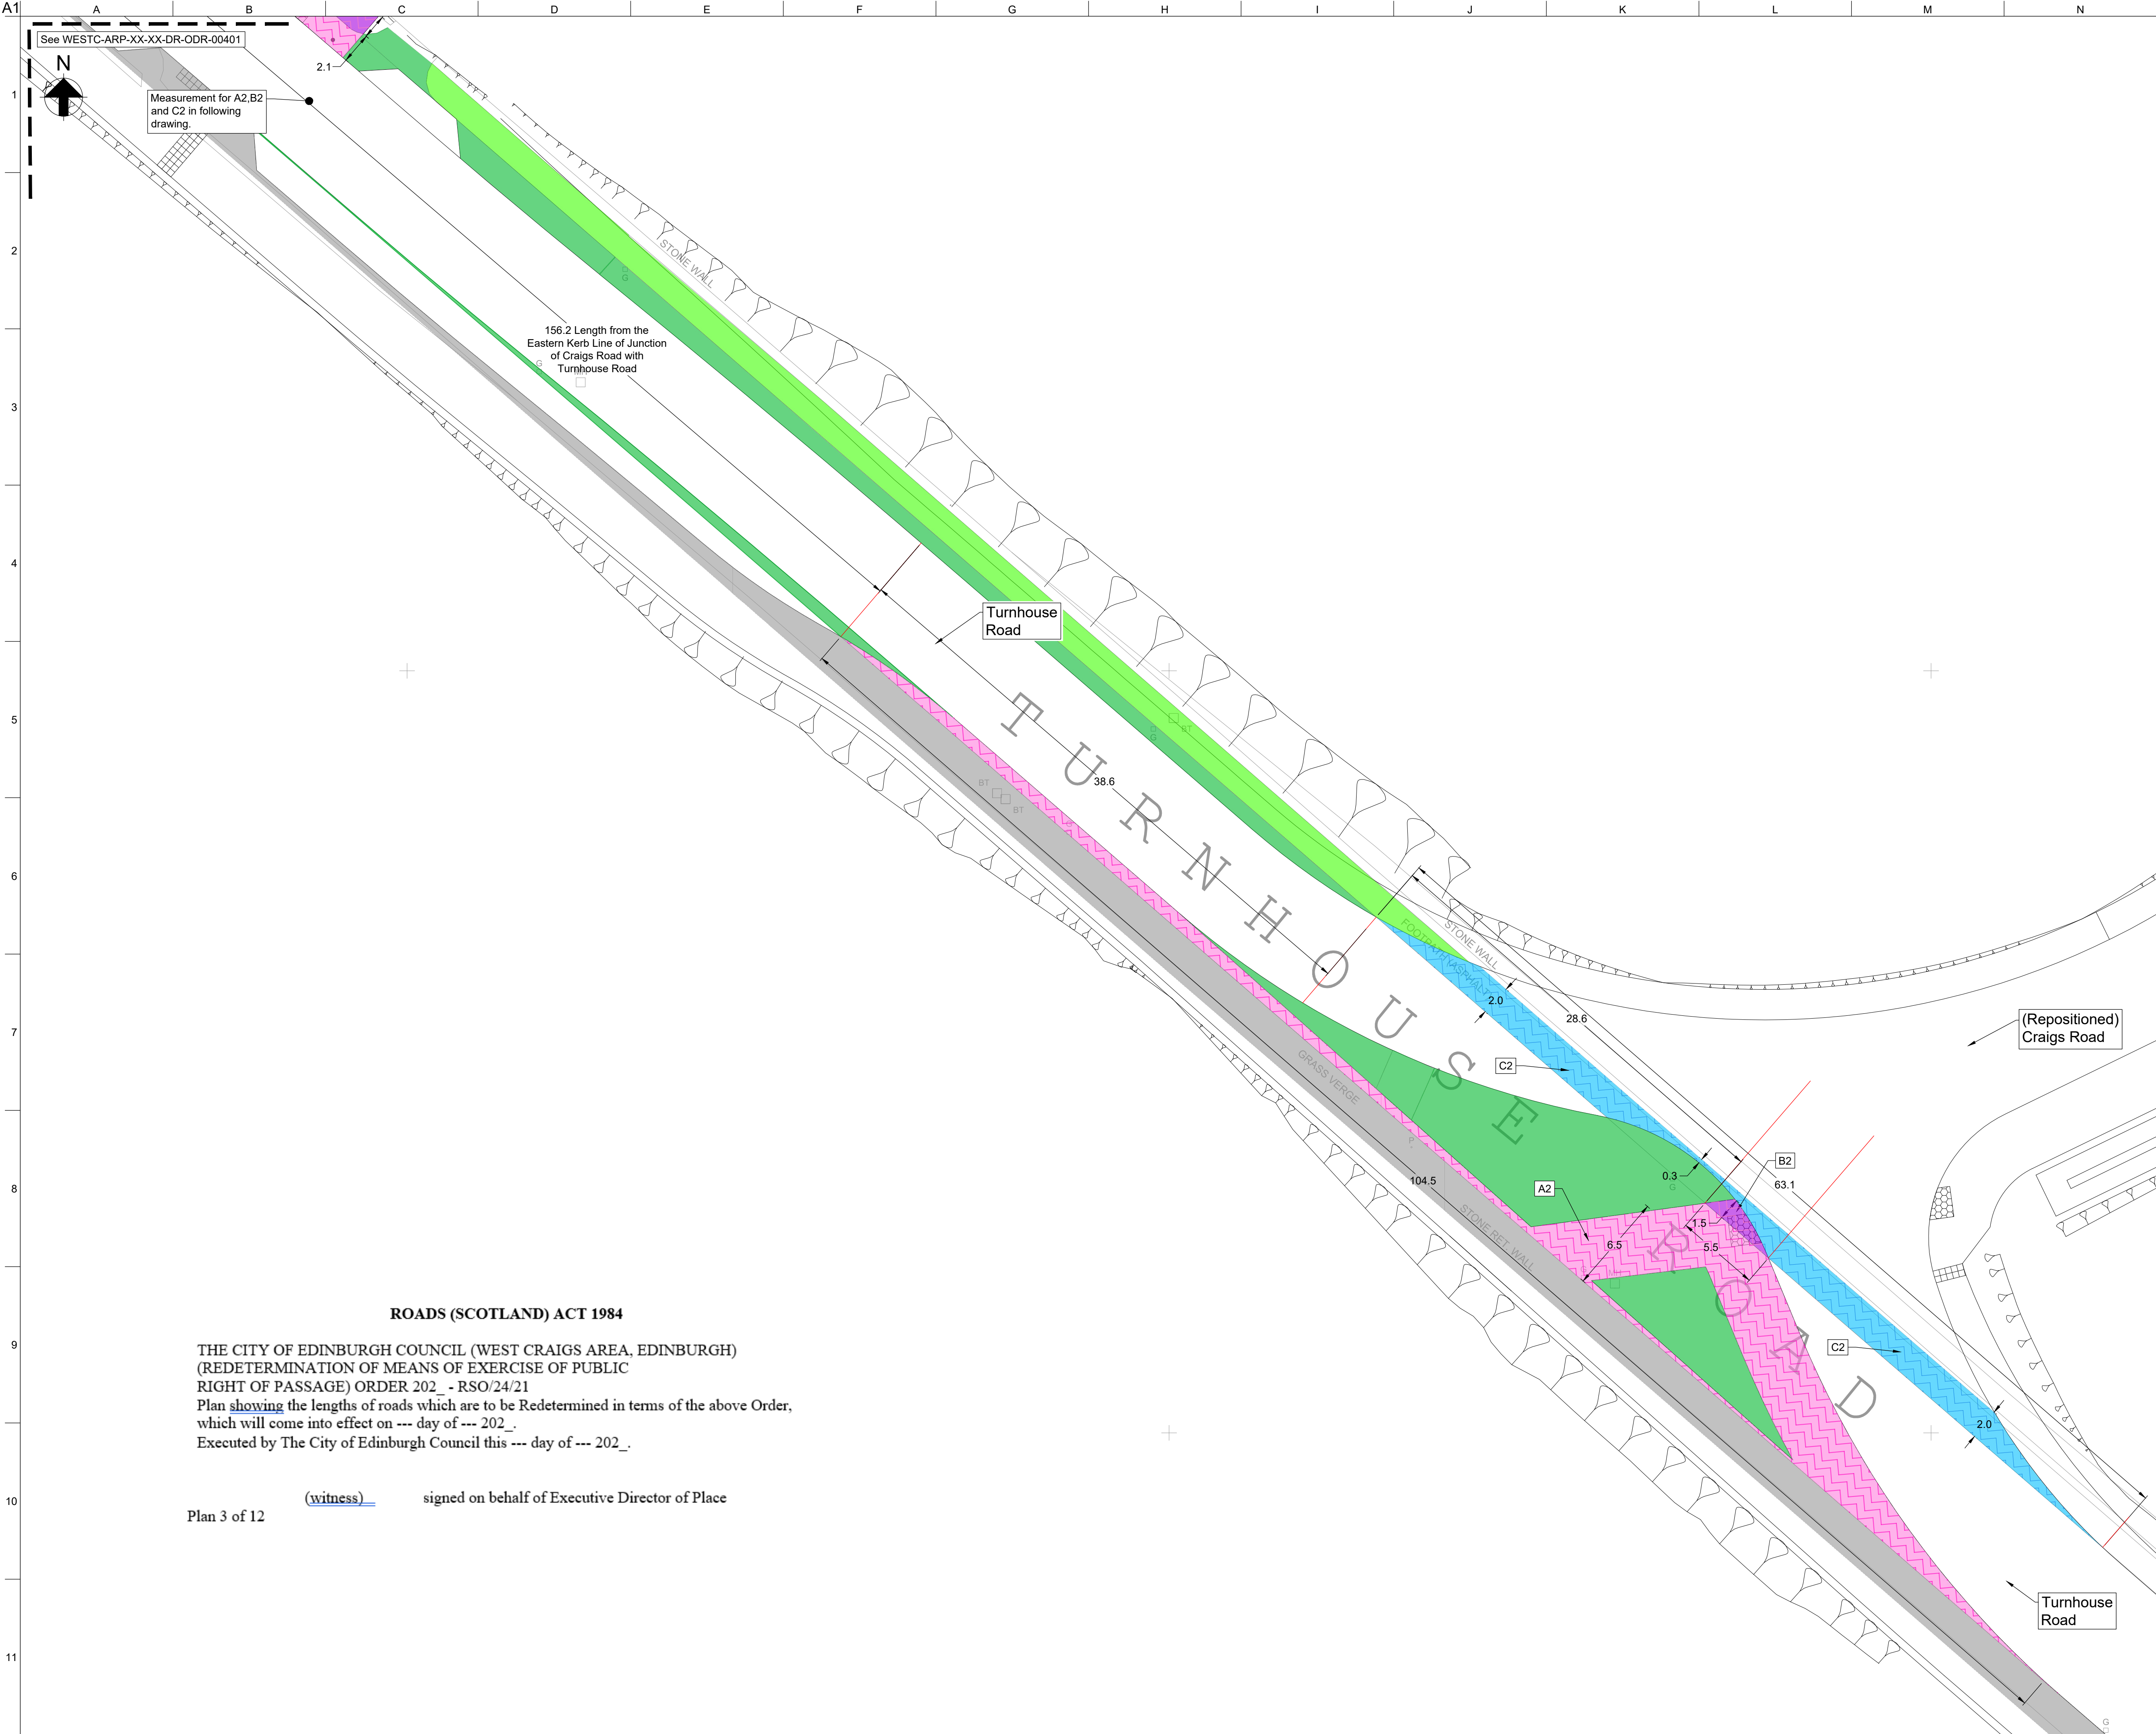 A1
A B C D E F G H I J K L M N
See WESTC-ARP-XX-XX-DR-ODR-00401
N
2.1
1
Measurement for A2,B2
and C2 in following
drawing.
2
STONE WALL
156.2 Length from the
Eastern Kerb Line of Junction
of Craigs Road with
Turnhouse Road
G
G
MH
3
4
Turnhouse
Road
5
TURNHOUSE ROAD
BT
G
38.6
BT
BT
6
FOOTPATH (ASPHALT)
STONE WALL
2.0
28.6
7
(Repositioned)
Craigs Road
GRASS VERGE
C2
P
8
0.3
B2
63.1
104.5
A2
G
STONE RET. WALL
1.5
6.5
5.5
MH
ROADS (SCOTLAND) ACT 1984
9
C2
THE CITY OF EDINBURGH COUNCIL (WEST CRAIGS AREA, EDINBURGH)
(REDETERMINATION OF MEANS OF EXERCISE OF PUBLIC
RIGHT OF PASSAGE) ORDER 202_ - RSO/24/21
Plan showing the lengths of roads which are to be Redetermined in terms of the above Order,
which will come into effect on --- day of --- 202_.
Executed by The City of Edinburgh Council this --- day of --- 202_.
2.0
10
(witness) signed on behalf of Executive Director of Place
Plan 3 of 12
Turnhouse
Road
11
G